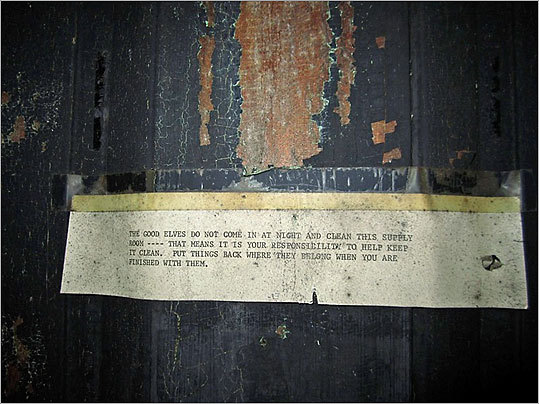 THE GOOD ELVES DO NOT COME IN AT NIGHT AND CLEAN THIS SUPPLY
ROOM ---- THAT MEANS IT IS YOUR RESPONSIBILITY TO HELP KEEP
IT CLEAN.  PUT THINGS BACK WHERE THEY BELONG WHEN YOU ARE
FINISHED WITH THEM.